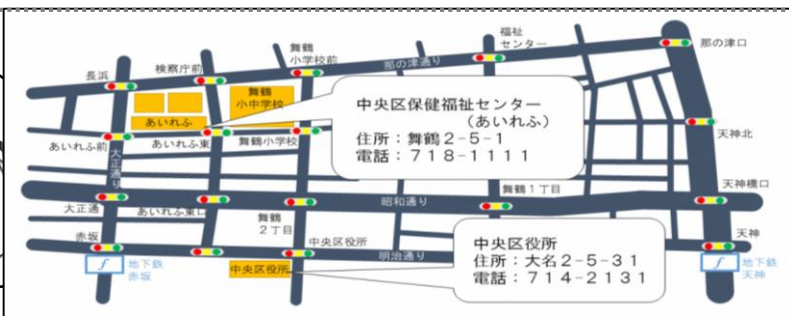 福祉
センター
那の津口
那の津通り
舞鶴
小学校前
検察庁前
長浜
舞鶴
小中学校
あいれふ
あいれふ前
あいれふ東
舞鶴小学校
天神北
大正通り
中央区保健福祉センター
(あいれふ)
住所：舞鶴2-5-1
電話：718-1111
大正通
あいれふ東口
昭和通り
舞鶴1丁目
天神橋口
舞鶴
2丁目
赤坂
中央区役所
明治通り
天神
地下鉄
赤坂
中央区役所
中央区役所
住所：大名2-5-31
電話：714-2131
地下鉄
天神